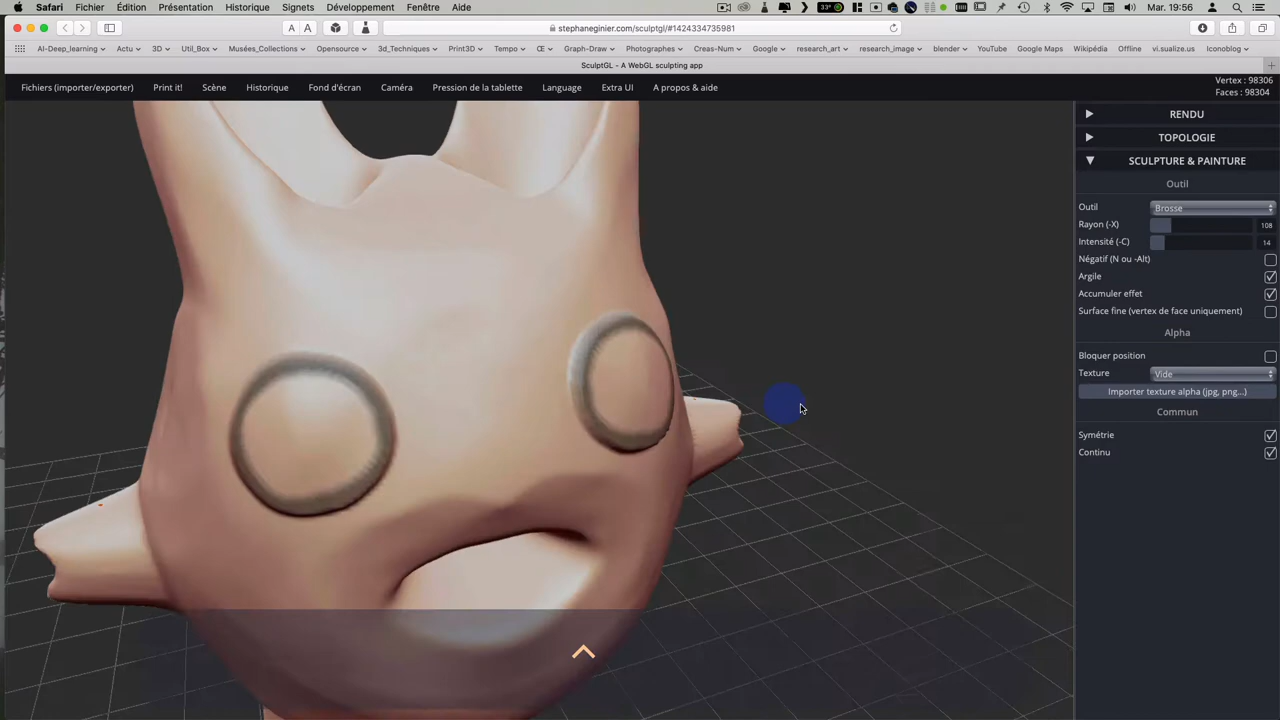 Safari Fichier Édition Présentation Historique Signets Développement Fenêtre Aide 33° Mar. 19:56
A A stephaneginier.com/sculptgl/#1424334735981
AI-Deep_learning Actu 3D Util_Box Musées_Collections Opensource 3d_Techniques Print3D Tempo Œ Graph-Draw Photographes Creas-Num Google research_art research_image blender YouTube Google Maps Wikipédia Offline vi.sualize.us Iconoblog
SculptGL - A WebGL sculpting app
Fichiers (importer/exporter) Print it! Scène Historique Fond d'écran Caméra Pression de la tablette Language Extra UI A propos & aide
Vertex : 98306
Faces : 98304
RENDU
TOPOLOGIE
SCULPTURE & PAINTURE
Outil
Outil Brosse
Rayon (-X) 108
Intensité (-C) 14
Négatif (N ou -Alt)
Argile
Accumuler effet
Surface fine (vertex de face uniquement)
Alpha
Bloquer position
Texture Vide
Importer texture alpha (jpg, png...)
Commun
Symétrie
Continu